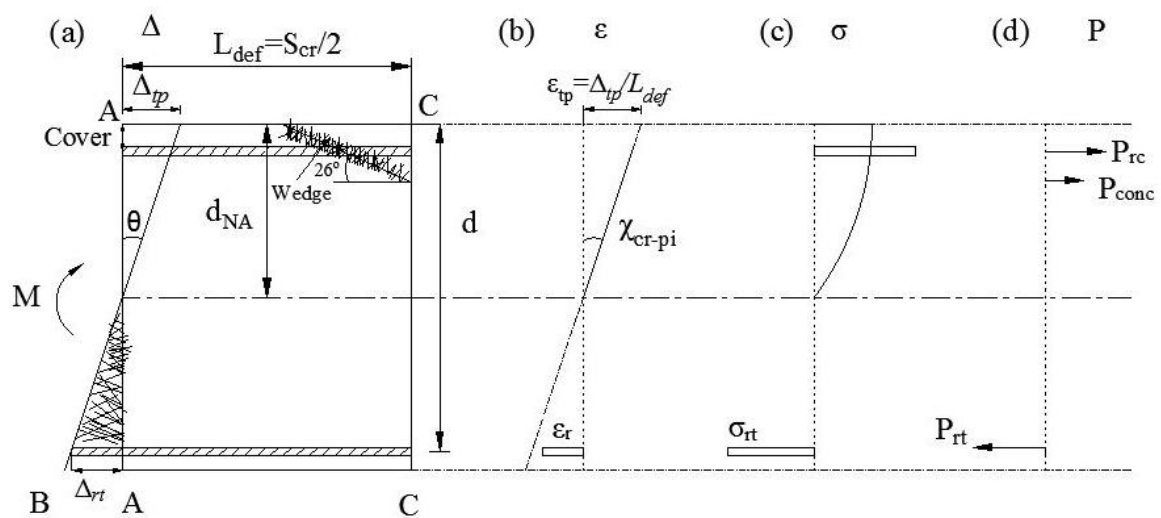 (a) Δ (b) ε (c) σ (d) P
L_def=S_cr/2
Δ_tp ε_tp=Δ_tp/L_def
A C
Cover
P_rc
26°
Wedge P_conc
θ d_NA d χ_cr-pi
M
ε_r σ_rt P_rt
Δ_rt
B A C